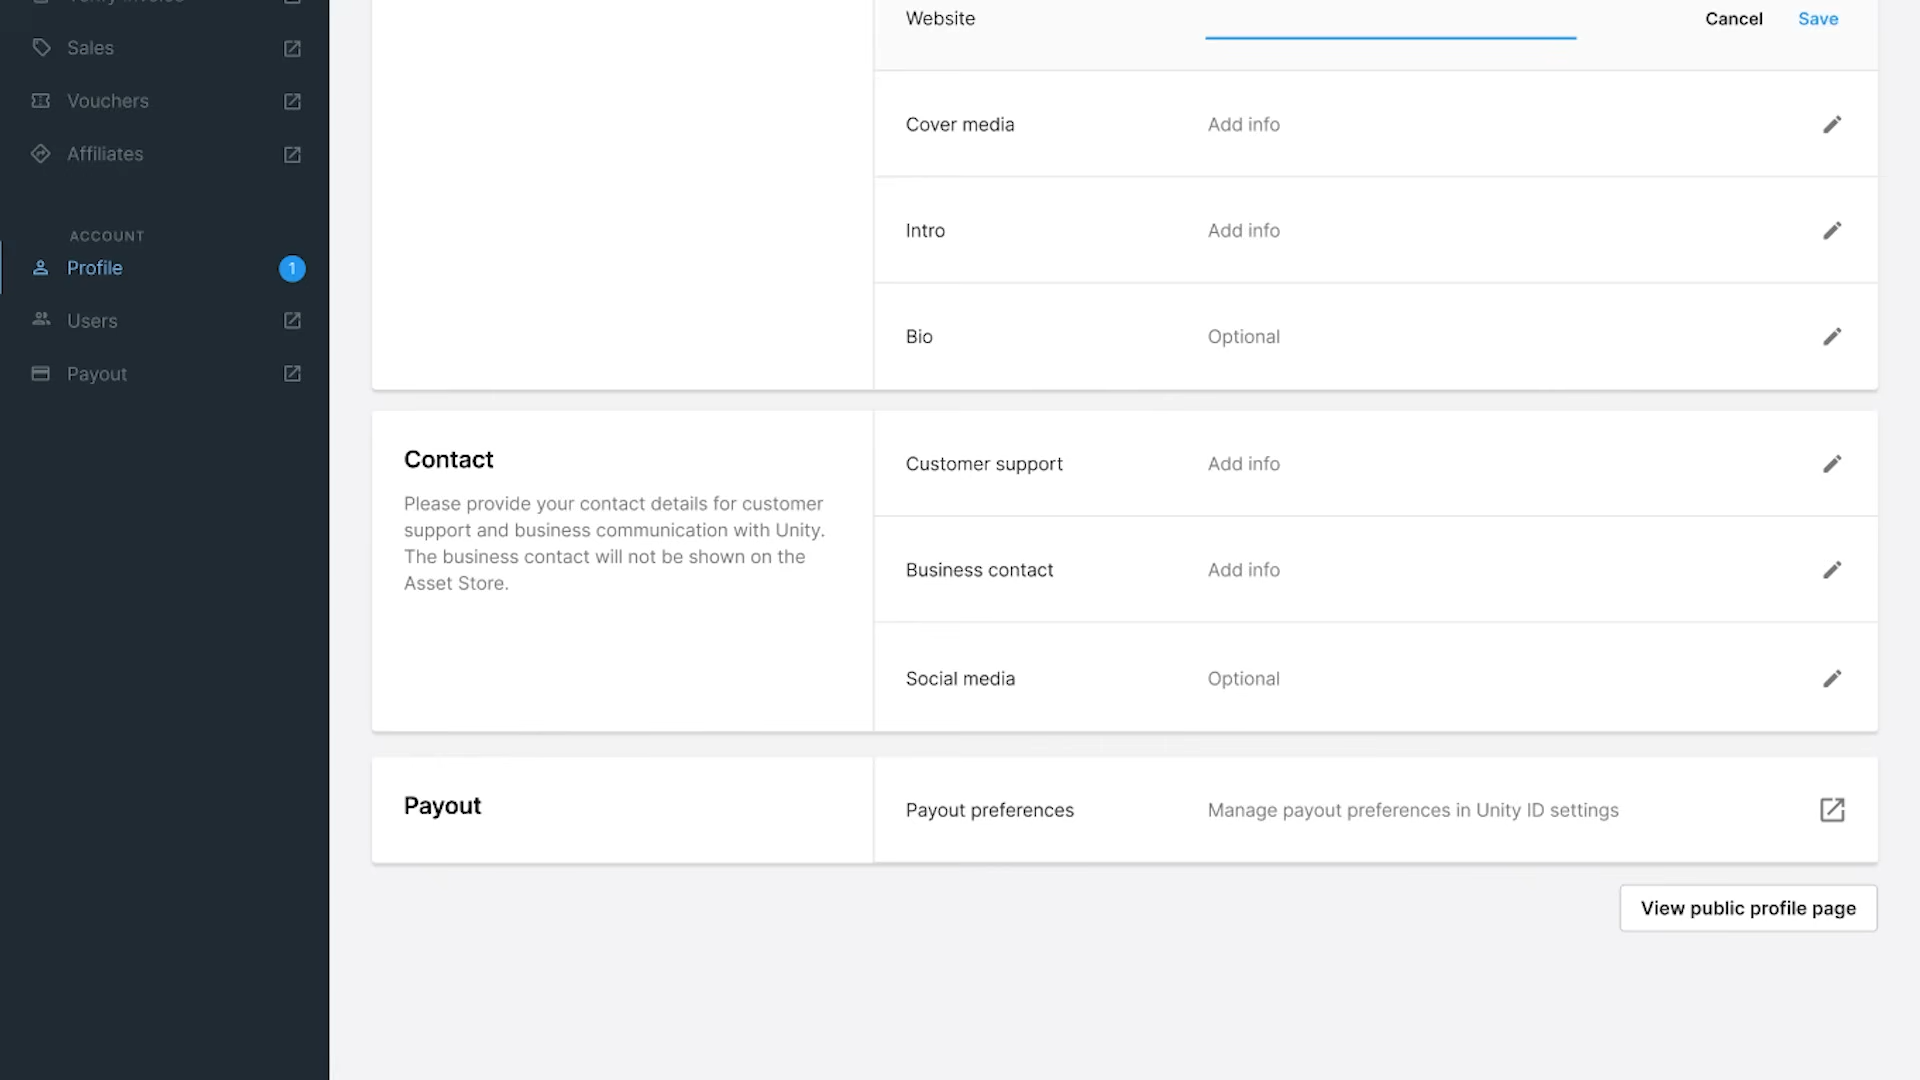 Sales
Vouchers
Affiliates
ACCOUNT
Profile
1
Users
Payout
Website
Cancel
Save
Cover media
Add info
Intro
Add info
Bio
Optional
Contact
Please provide your contact details for customer
support and business communication with Unity.
The business contact will not be shown on the
Asset Store.
Customer support
Add info
Business contact
Add info
Social media
Optional
Payout
Payout preferences
Manage payout preferences in Unity ID settings
View public profile page